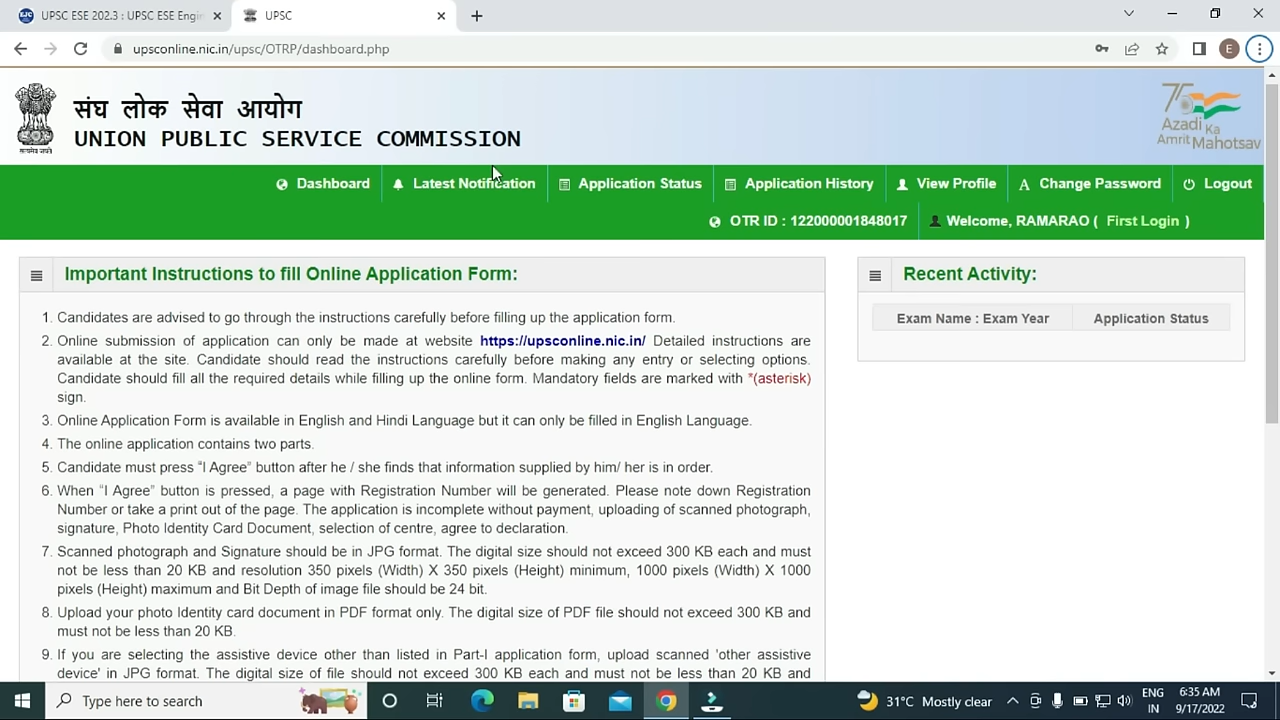 UPSC ESE 202.3 : UPSC ESE Engin
UPSC
upsconline.nic.in/upsc/OTRP/dashboard.php
E
संघ लोक सेवा आयोग
UNION PUBLIC SERVICE COMMISSION
सत्यमेव जयते
75
Azadi Ka
Amrit Mahotsav
Dashboard
Latest Notification
Application Status
Application History
View Profile
Change Password
Logout
OTR ID : 122000001848017
Welcome, RAMARAO ( First Login )
Important Instructions to fill Online Application Form:
1. Candidates are advised to go through the instructions carefully before filling up the application form.
2. Online submission of application can only be made at website https://upsconline.nic.in/ Detailed instructions are
available at the site. Candidate should read the instructions carefully before making any entry or selecting options.
Candidate should fill all the required details while filling up the online form. Mandatory fields are marked with *(asterisk)
sign.
3. Online Application Form is available in English and Hindi Language but it can only be filled in English Language.
4. The online application contains two parts.
5. Candidate must press “I Agree” button after he / she finds that information supplied by him/ her is in order.
6. When “I Agree” button is pressed, a page with Registration Number will be generated. Please note down Registration
Number or take a print out of the page. The application is incomplete without payment, uploading of scanned photograph,
signature, Photo Identity Card Document, selection of centre, agree to declaration.
7. Scanned photograph and Signature should be in JPG format. The digital size should not exceed 300 KB each and must
not be less than 20 KB and resolution 350 pixels (Width) X 350 pixels (Height) minimum, 1000 pixels (Width) X 1000
pixels (Height) maximum and Bit Depth of image file should be 24 bit.
8. Upload your photo Identity card document in PDF format only. The digital size of PDF file should not exceed 300 KB and
must not be less than 20 KB.
9. If you are selecting the assistive device other than listed in Part-I application form, upload scanned 'other assistive
device' in JPG format. The digital size of file should not exceed 300 KB and must not be less than 20 KB and
Recent Activity:
Exam Name : Exam Year
Application Status
Type here to search
31°C Mostly clear
ENG
IN
6:35 AM
9/17/2022